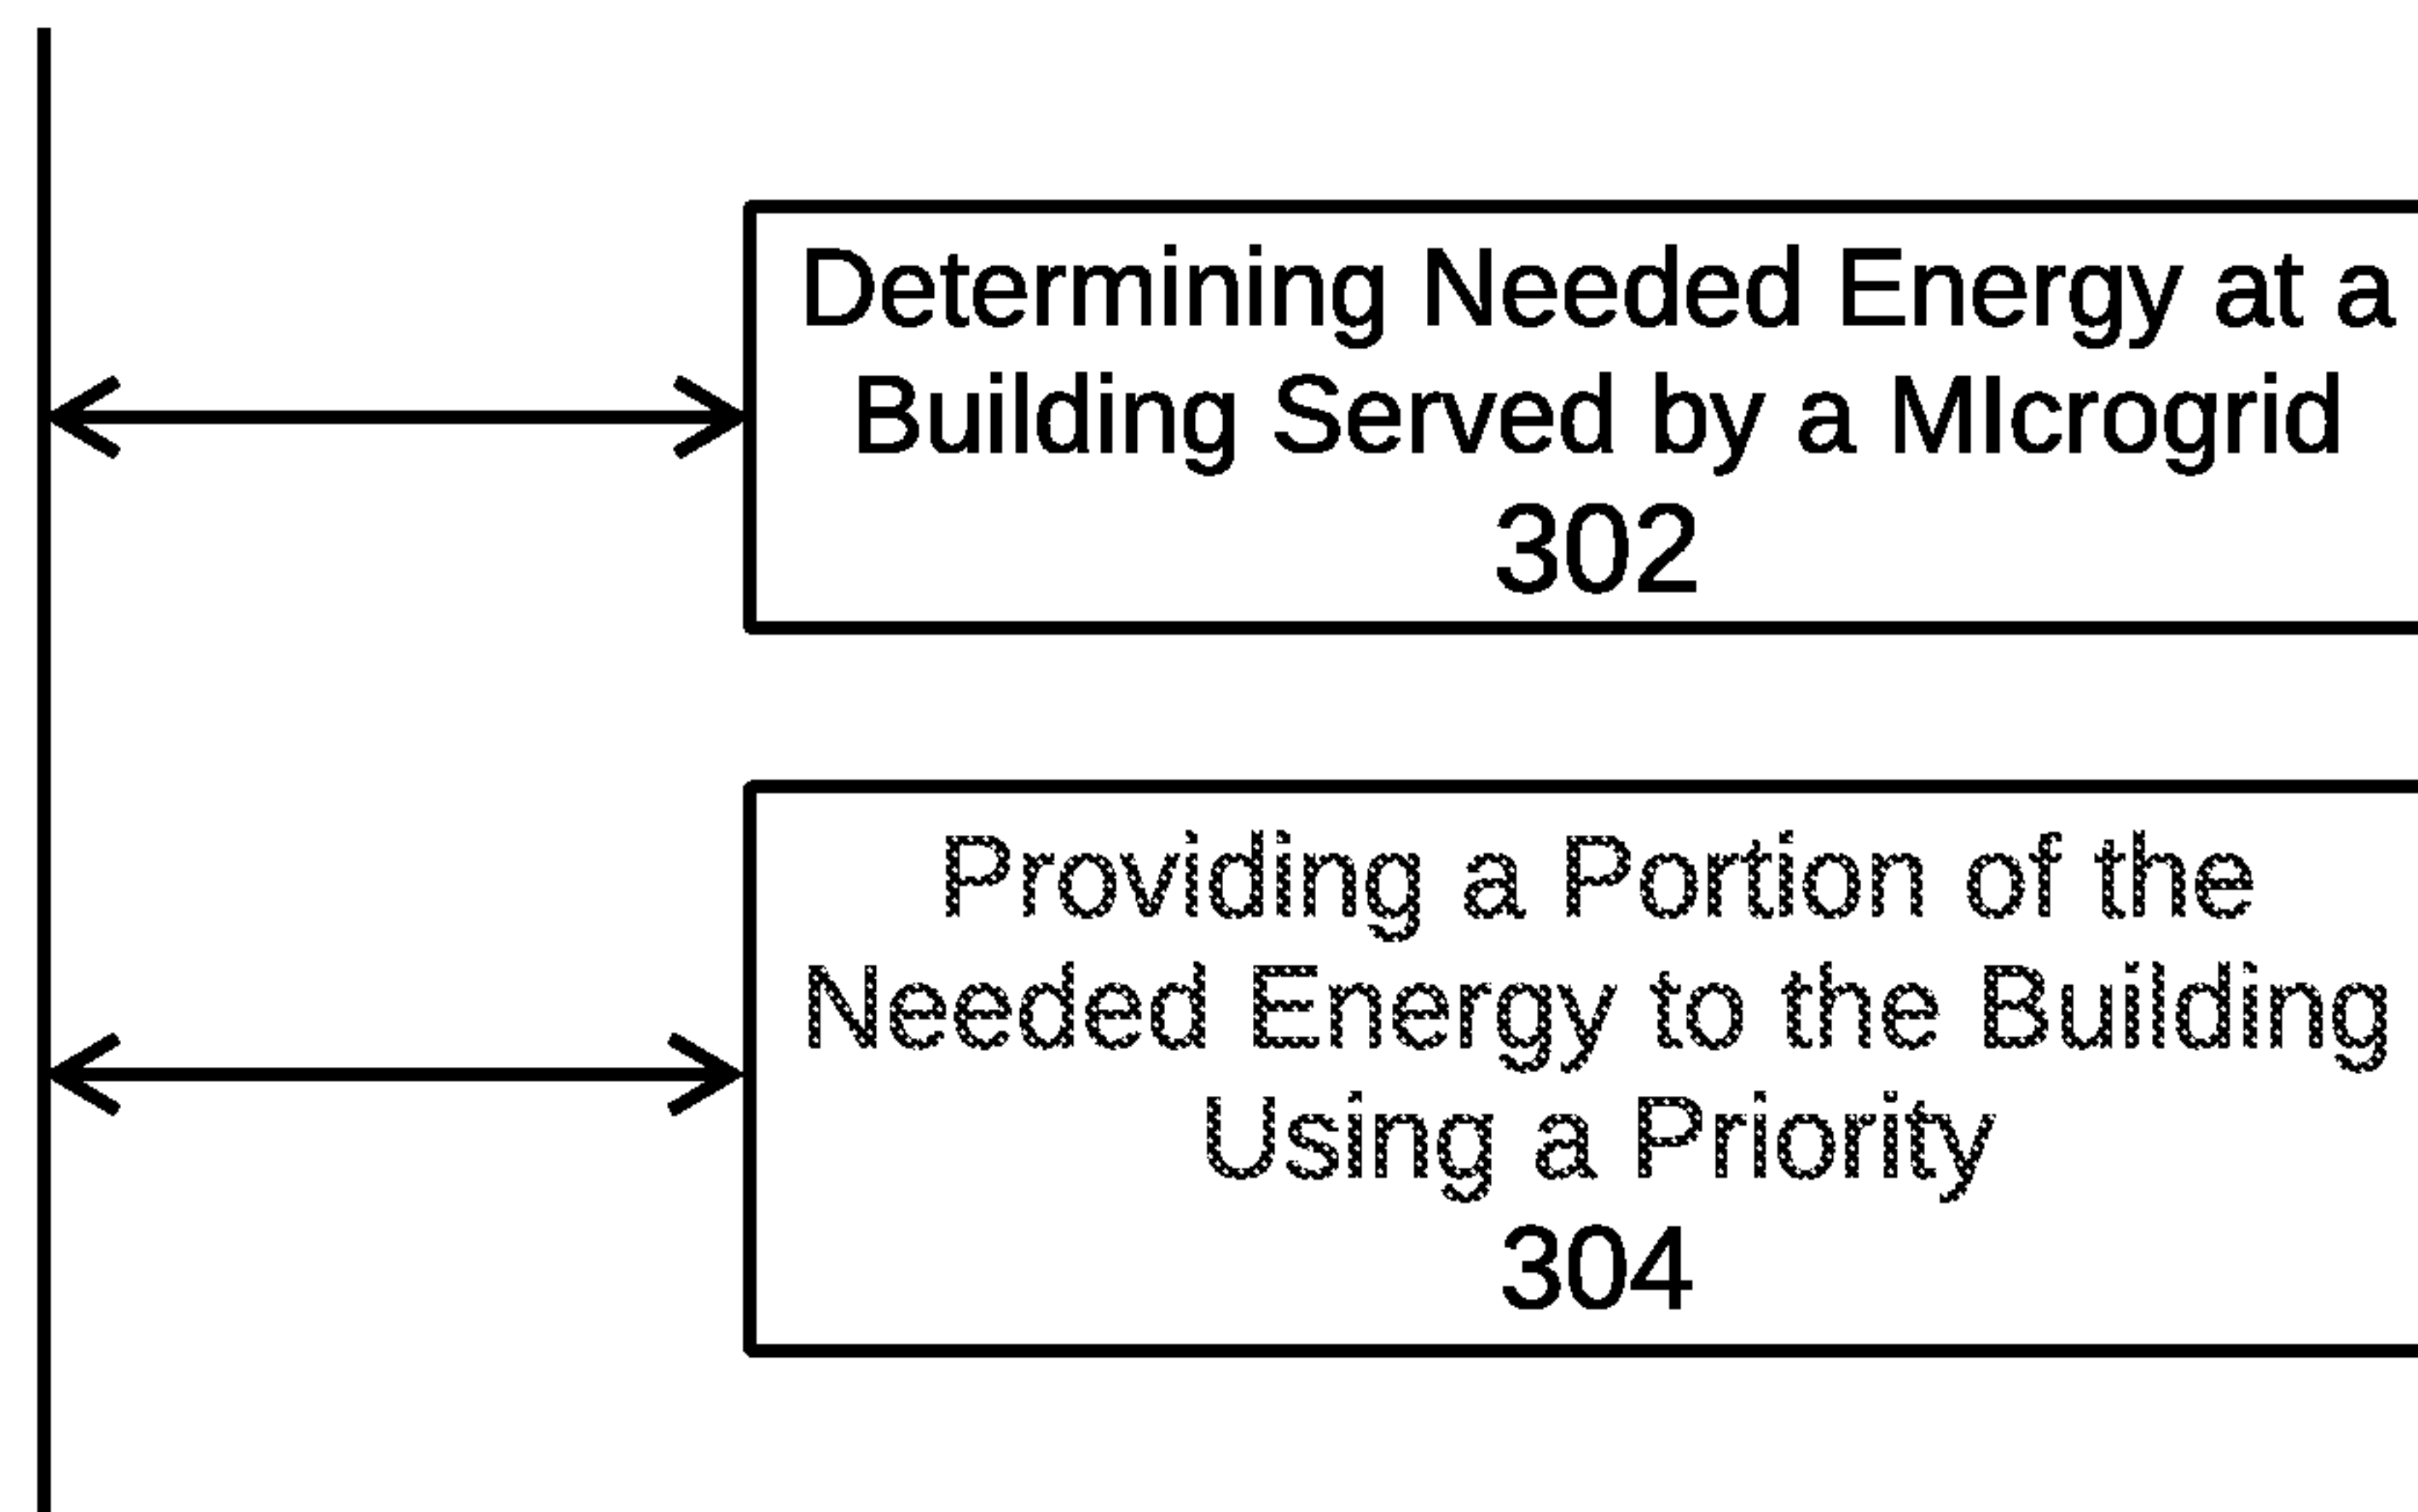 Determining Needed Energy at a
Building Served by a MIcrogrid
302
Providing a Portion of the
Needed Energy to the Building
Using a Priority
304